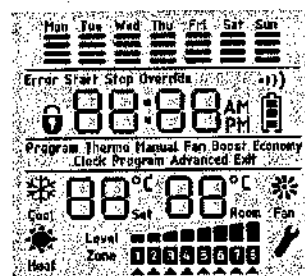 Mon Tue Wed Thu Fri Sat Sun
Error Start Stop Override
88:88 AM
PM
Program Thermo Manual Fan Boost Economy
Clock Program Advanced Exit
88°C 88°C
Cool Set Room Fan
Level
Zone 1 2 3 4 5 6 7 8
Heat